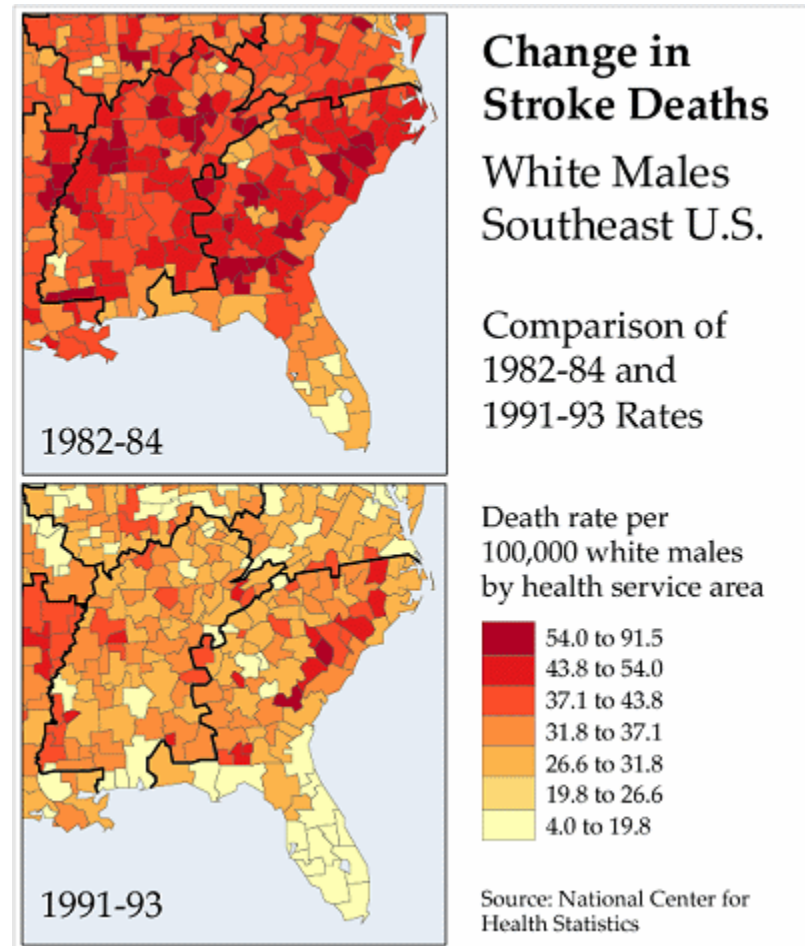 Change in
Stroke Deaths
White Males
Southeast U.S.
Comparison of
1982-84 and
1991-93 Rates
1982-84
Death rate per
100,000 white males
by health service area
54.0 to 91.5
43.8 to 54.0
37.1 to 43.8
31.8 to 37.1
26.6 to 31.8
19.8 to 26.6
4.0 to 19.8
1991-93
Source: National Center for
Health Statistics